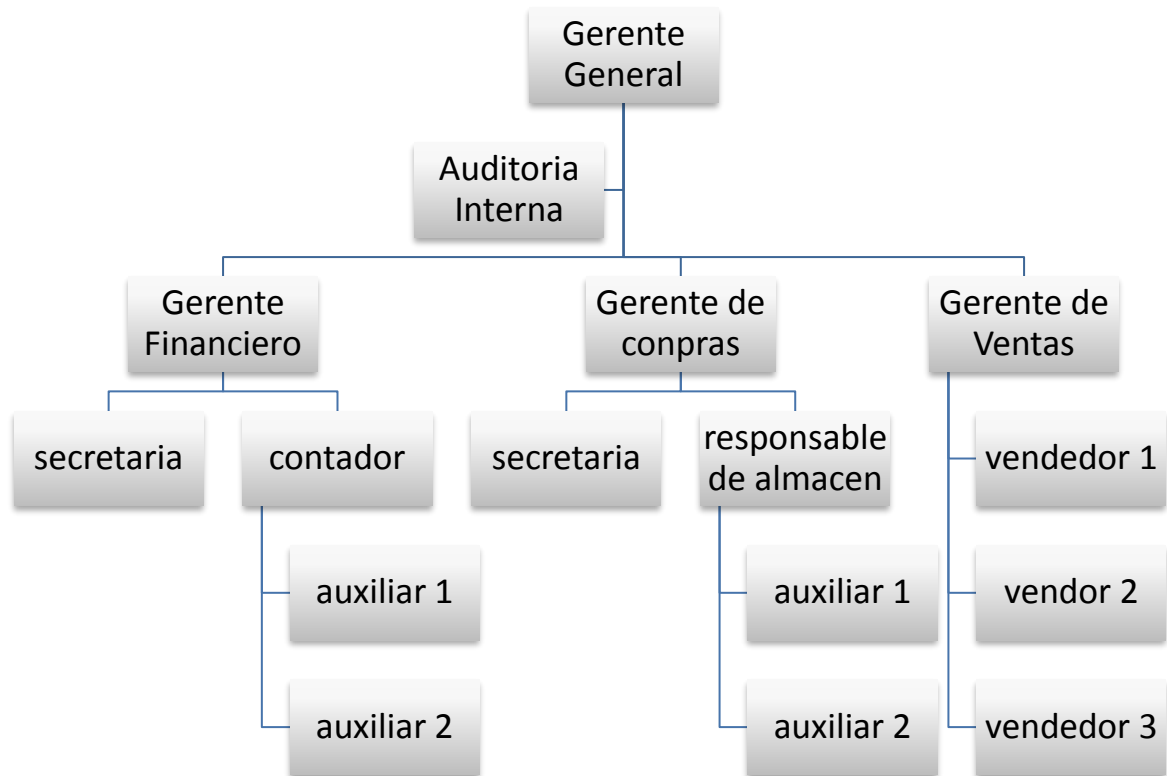 Gerente
General
Auditoria
Interna
Gerente
Financiero
Gerente de
conpras
Gerente de
Ventas
secretaria
contador
secretaria
responsable
de almacen
vendedor 1
auxiliar 1
auxiliar 1
vendor 2
auxiliar 2
auxiliar 2
vendedor 3